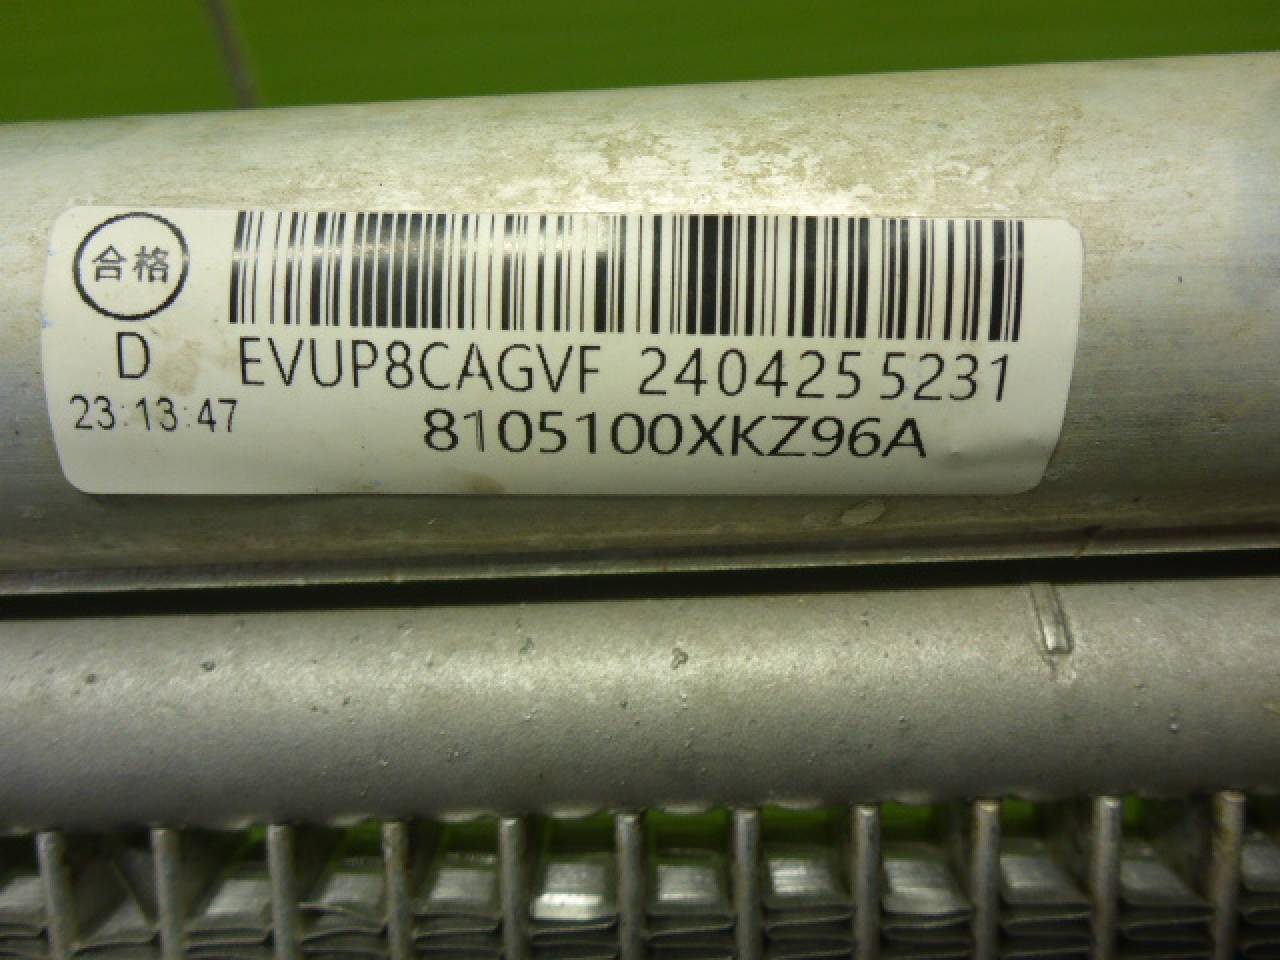 合格
D
EVUP8CAGVF 2404255231
23:13:47
8105100XKZ96A